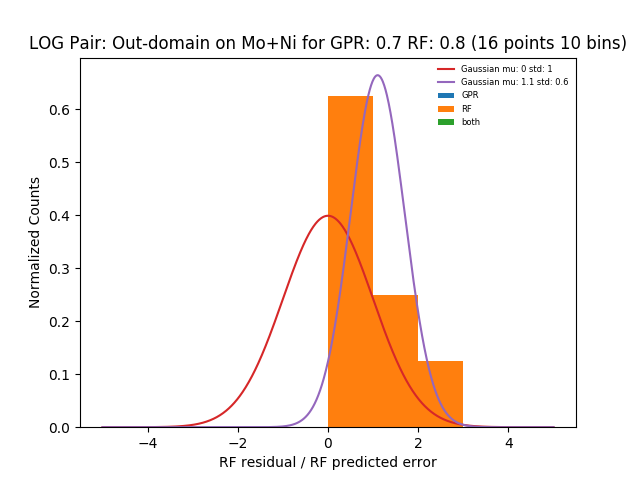 LOG Pair: Out-domain on Mo+Ni for GPR: 0.7 RF: 0.8 (16 points 10 bins)
Gaussian mu: 0 std: 1
Gaussian mu: 1.1 std: 0.6
GPR
RF
both
Normalized Counts
0.6
0.5
0.4
0.3
0.2
0.1
0.0
−4 −2 0 2 4
RF residual / RF predicted error